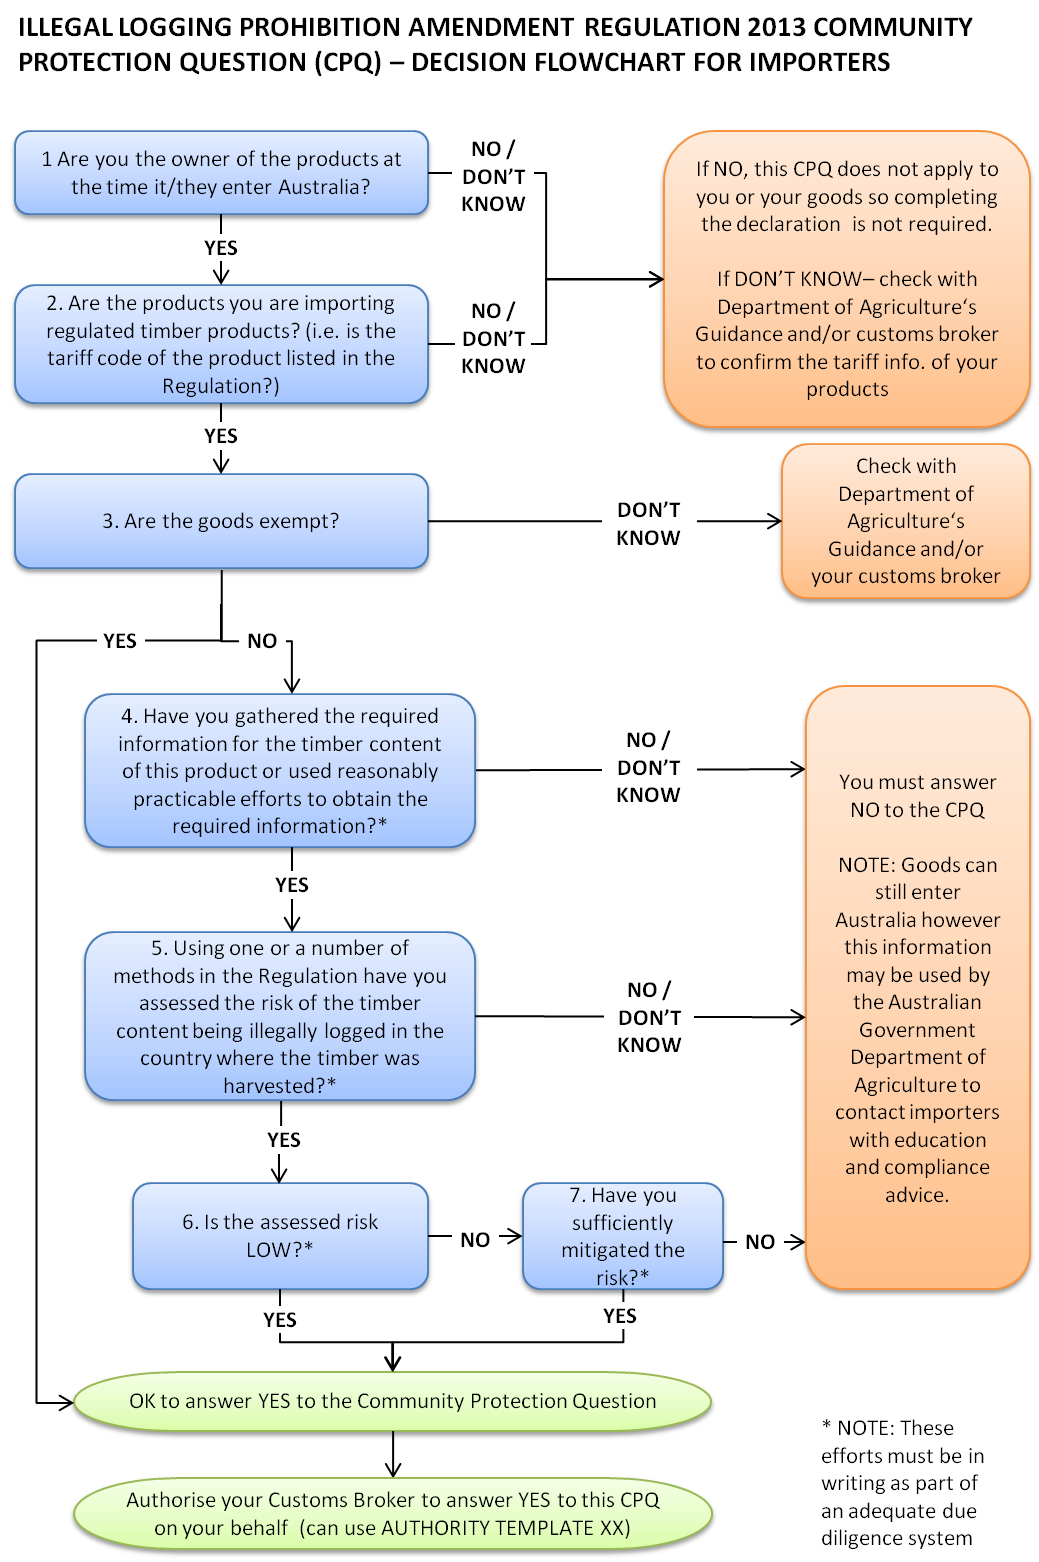 ILLEGAL LOGGING PROHIBITION AMENDMENT REGULATION 2013 COMMUNITY
PROTECTION QUESTION (CPQ) – DECISION FLOWCHART FOR IMPORTERS
1 Are you the owner of the products at
the time it/they enter Australia?
NO /
DON'T
KNOW
If NO, this CPQ does not apply to
you or your goods so completing
the declaration  is not required.
If DON'T KNOW– check with
Department of Agriculture‘s
Guidance and/or customs broker
to confirm the tariff info. of your
products
YES
2. Are the products you are importing
regulated timber products? (i.e. is the
tariff code of the product listed in the
Regulation?)
NO /
DON'T
KNOW
YES
3. Are the goods exempt?
DON'T
KNOW
Check with
Department of
Agriculture‘s
Guidance and/or
your customs broker
YES
NO
4. Have you gathered the required
information for the timber content
of this product or used reasonably
practicable efforts to obtain the
required information?*
NO /
DON'T
KNOW
You must answer
NO to the CPQ
NOTE: Goods can
still enter
Australia however
this information
may be used by
the Australian
Government
Department of
Agriculture to
contact importers
with education
and compliance
advice.
YES
5. Using one or a number of
methods in the Regulation have you
assessed the risk of the timber
content being illegally logged in the
country where the timber was
harvested?*
NO /
DON'T
KNOW
YES
6. Is the assessed risk
LOW?*
NO
7. Have you
sufficiently
mitigated the
risk?*
NO
YES
YES
OK to answer YES to the Community Protection Question
Authorise your Customs Broker to answer YES to this CPQ
on your behalf  (can use AUTHORITY TEMPLATE XX)
* NOTE: These
efforts must be in
writing as part of
an adequate due
diligence system